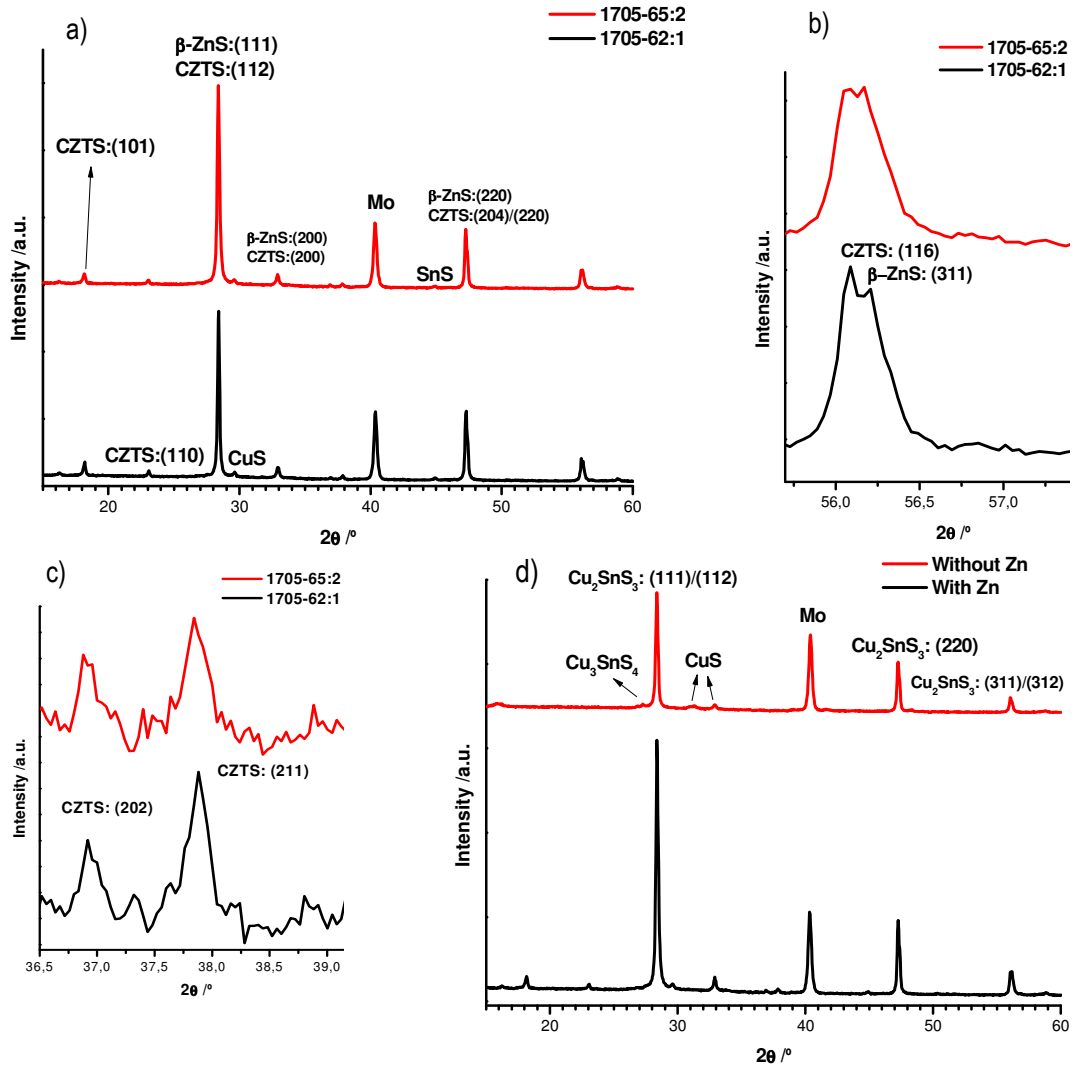 a)
1705-65:2
1705-62:1
β-ZnS:(111)
CZTS:(112)
CZTS:(101)
Mo
β-ZnS:(220)
CZTS:(204)/(220)
β-ZnS:(200)
CZTS:(200)
SnS
CZTS:(110)
CuS
Intensity /a.u.
20 30 40 50 60
2θ /º
b)
1705-65:2
1705-62:1
CZTS: (116)
β–ZnS: (311)
Intensity /a.u.
56,0 56,5 57,0
2θ /º
c)
1705-65:2
1705-62:1
CZTS: (211)
CZTS: (202)
Intensity /a.u.
36,5 37,0 37,5 38,0 38,5 39,0
2θ /º
d)
Without Zn
With Zn
Cu₂SnS₃: (111)/(112)
Mo
Cu₃SnS₄
CuS
Cu₂SnS₃: (220)
Cu₂SnS₃: (311)/(312)
Intensity /a.u.
20 30 40 50 60
2θ /º